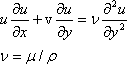 u ∂u/∂x + v ∂u/∂y = ν ∂²u/∂y²
ν = μ / ρ